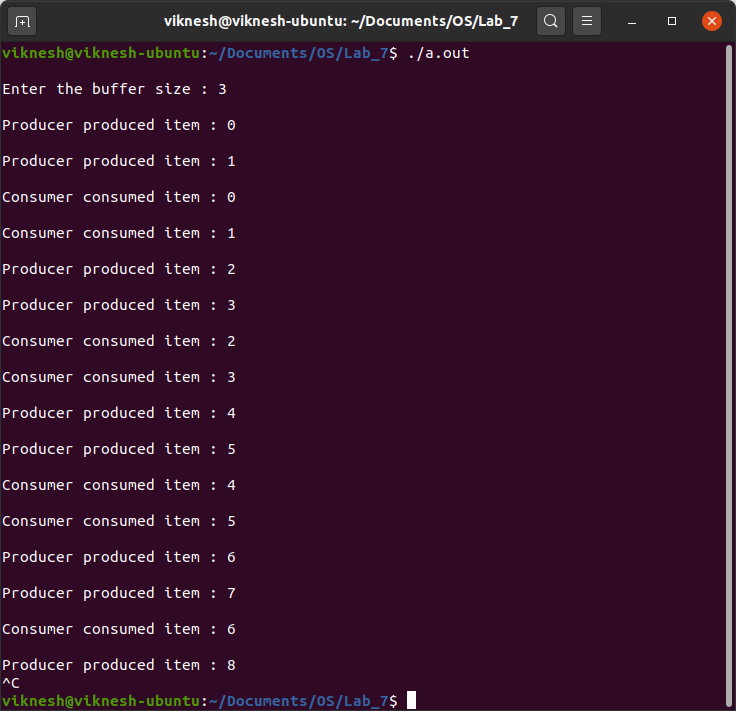 viknesh@viknesh-ubuntu: ~/Documents/OS/Lab_7
viknesh@viknesh-ubuntu:~/Documents/OS/Lab_7$ ./a.out
Enter the buffer size : 3
Producer produced item : 0
Producer produced item : 1
Consumer consumed item : 0
Consumer consumed item : 1
Producer produced item : 2
Producer produced item : 3
Consumer consumed item : 2
Consumer consumed item : 3
Producer produced item : 4
Producer produced item : 5
Consumer consumed item : 4
Consumer consumed item : 5
Producer produced item : 6
Producer produced item : 7
Consumer consumed item : 6
Producer produced item : 8
^C
viknesh@viknesh-ubuntu:~/Documents/OS/Lab_7$